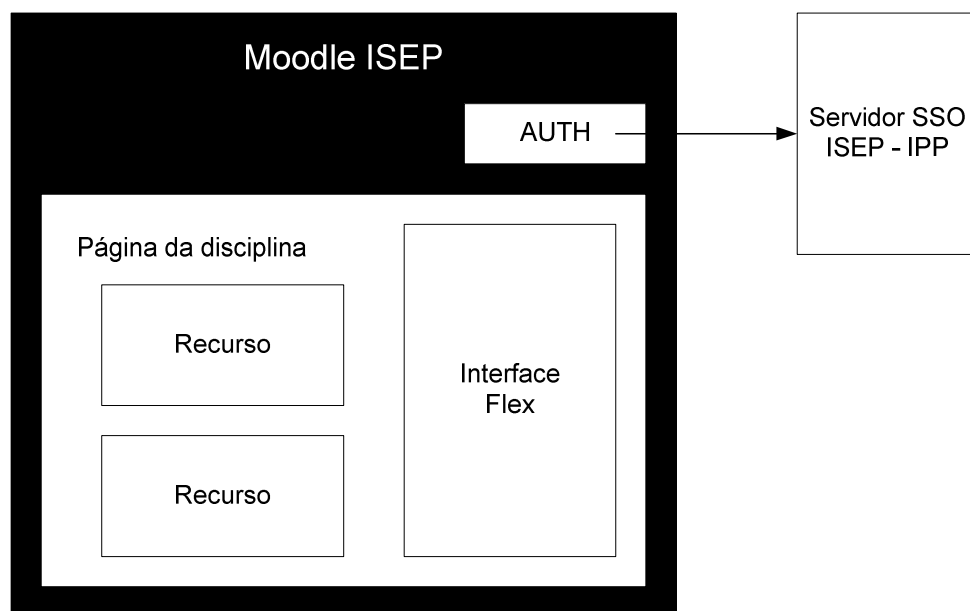 Moodle ISEP
AUTH
Servidor SSO
ISEP - IPP
Página da disciplina
Recurso
Interface
Flex
Recurso